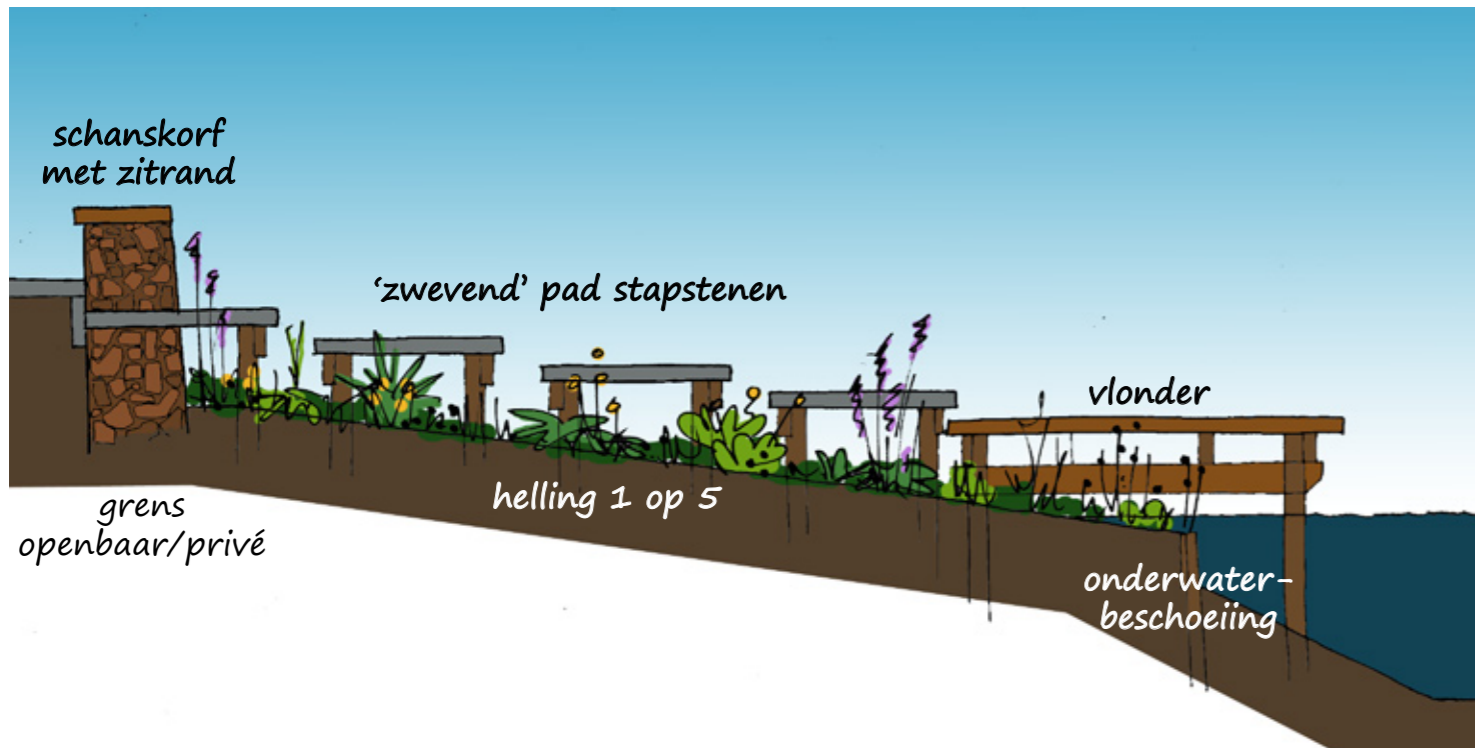 schanskorf
met zitrand
‘zwevend’ pad stapstenen
vlonder
helling 1 op 5
grens
openbaar/privé
onderwater-
beschoeiing